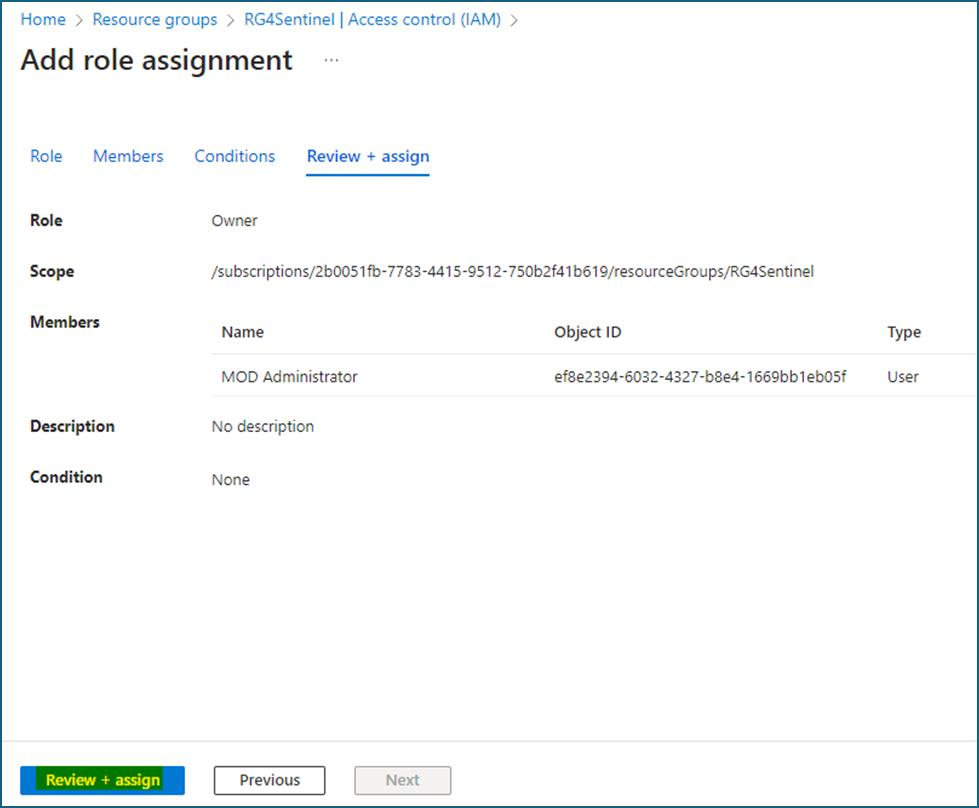 Home > Resource groups > RG4Sentinel | Access control (IAM) >
Add role assignment ...
Role Members Conditions Review + assign
Role Owner
Scope /subscriptions/2b0051fb-7783-4415-9512-750b2f41b619/resourceGroups/RG4Sentinel
Members Name Object ID Type
MOD Administrator ef8e2394-6032-4327-b8e4-1669bb1eb05f User
Description No description
Condition None
Review + assign Previous Next